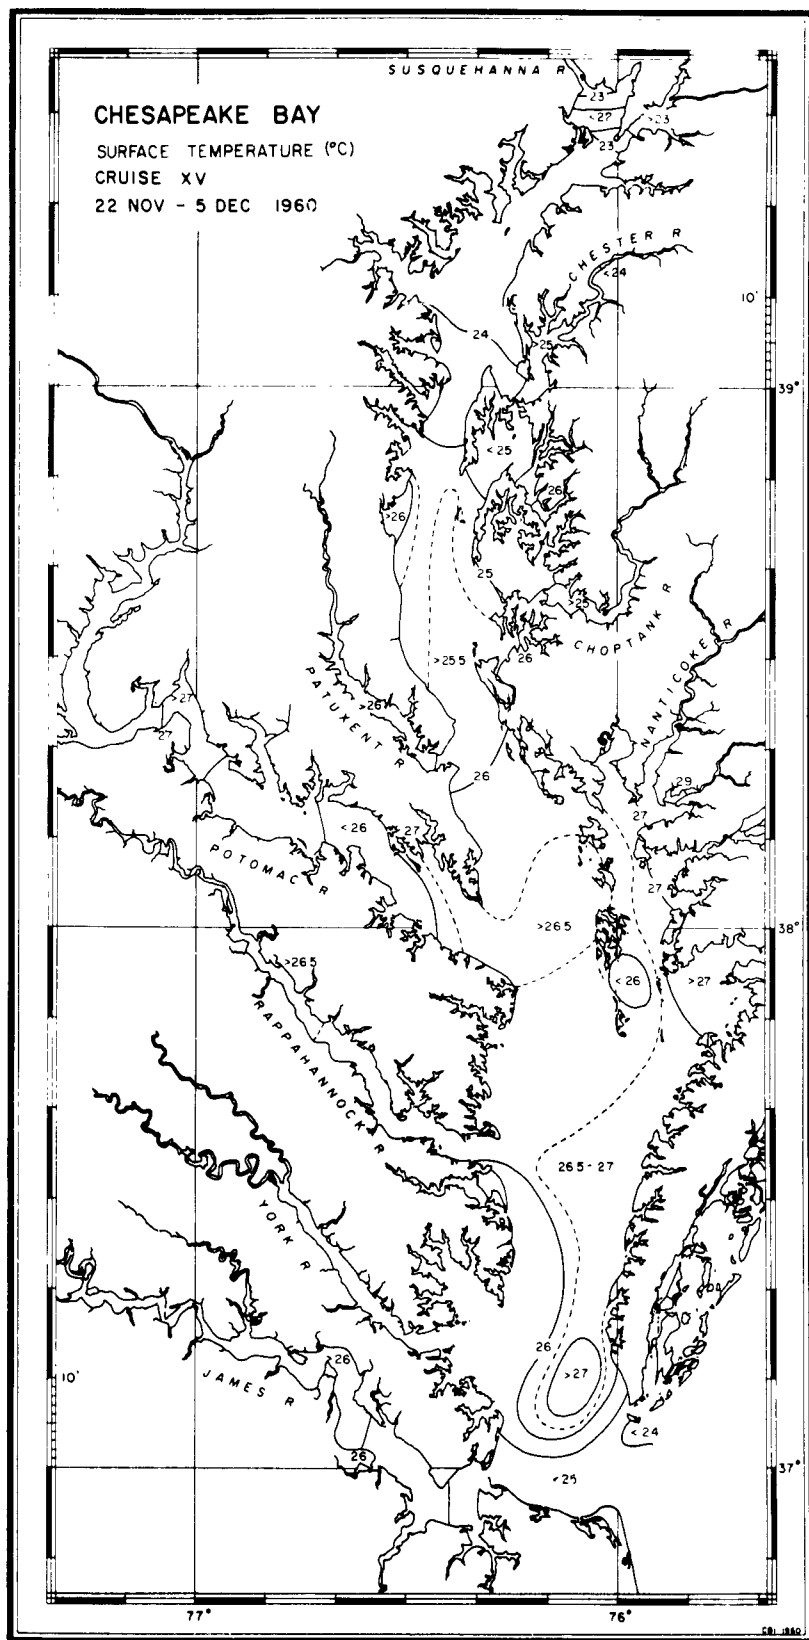 SUSQUEHANNA R
CHESAPEAKE BAY
SURFACE TEMPERATURE (°C)
CRUISE XV
22 NOV - 5 DEC 1960
23
<22
>23
23
CHESTER R
<24
10'
24
>25
39°
<25
26
>26
25
>25
CHOPTANK R
26
>25.5
NANTICOKE R
PATUXENT R
>26
>27
27
26
29
27
<26
27
POTOMAC R
27
>26.5
38°
>26.5
<26
>27
RAPPAHANNOCK R
26.5-27
YORK R
26
26
>27
10'
JAMES R
<24
26
37°
<25
77°
76°
CBI 1960